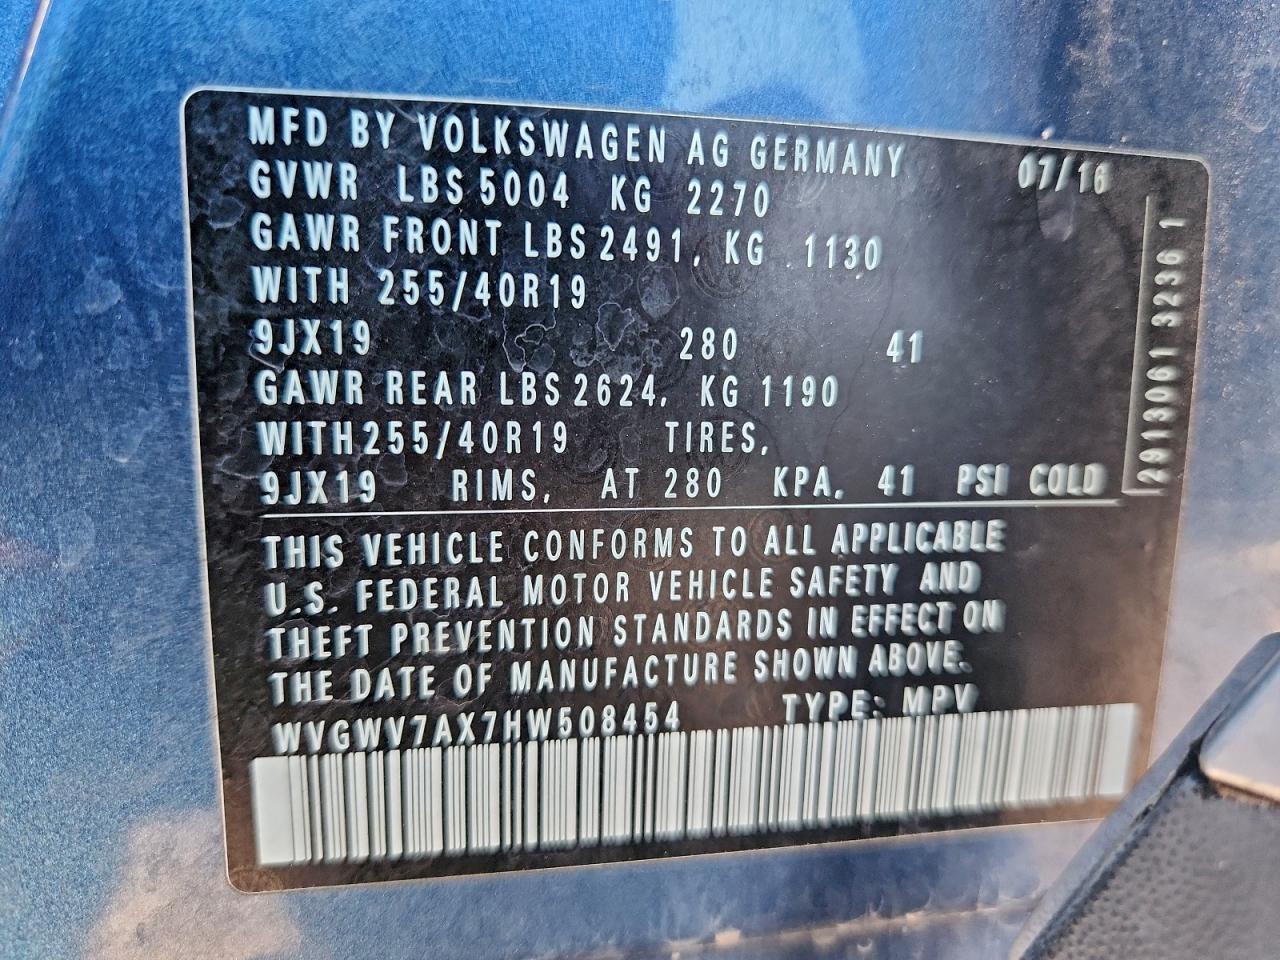 MFD BY VOLKSWAGEN AG GERMANY 07/16
GVWR LBS 5004 KG 2270
GAWR FRONT LBS 2491, KG 1130
WITH 255/40R19
9JX19 280 41
GAWR REAR LBS 2624, KG 1190
WITH 255/40R19 TIRES,
9JX19 RIMS, AT 280 KPA, 41 PSI COLD
2913061 3236 1
THIS VEHICLE CONFORMS TO ALL APPLICABLE
U.S. FEDERAL MOTOR VEHICLE SAFETY AND
THEFT PREVENTION STANDARDS IN EFFECT ON
THE DATE OF MANUFACTURE SHOWN ABOVE.
WVGWV7AX7HW508454 TYPE: MPV